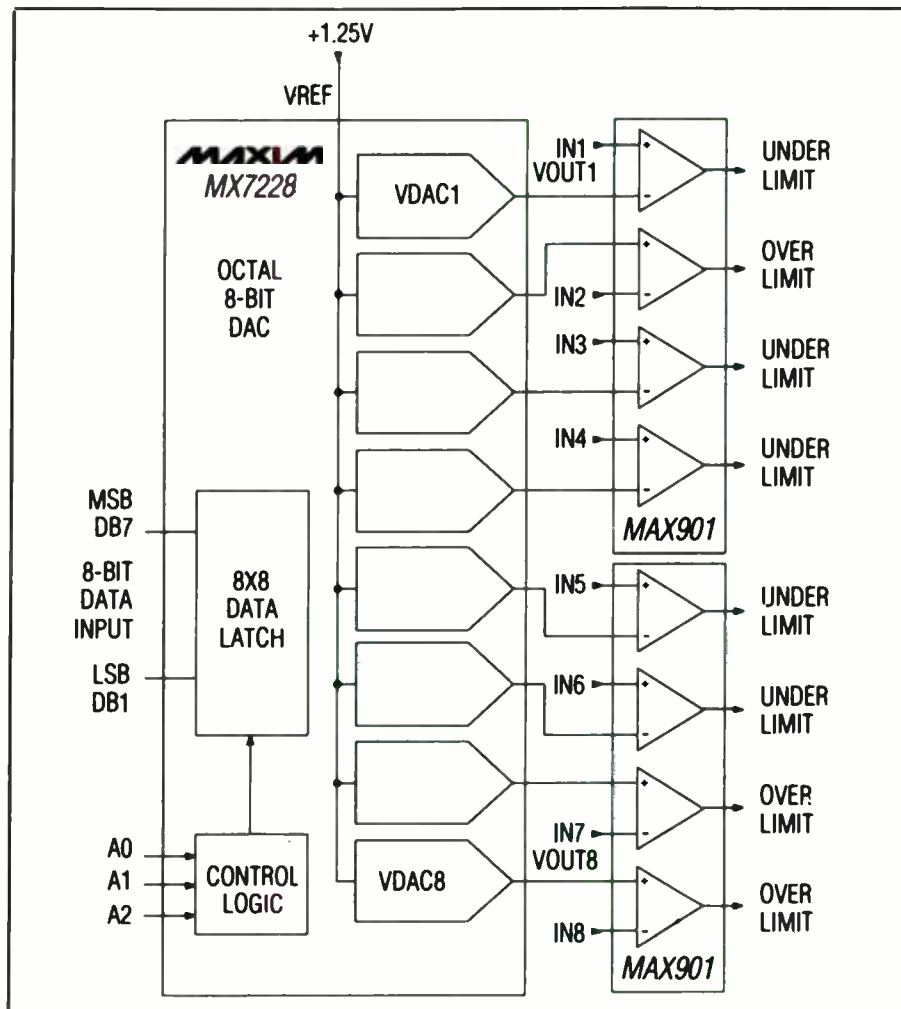 +1.25V
VREF
MAXIM
MX7228
OCTAL
8-BIT
DAC
MSB
DB7
8-BIT
DATA
INPUT
LSB
DB1
8X8
DATA
LATCH
A0
A1
A2
CONTROL
LOGIC
VDAC1
VDAC8
IN1
VOUT1
+
-
UNDER
LIMIT
+
IN2
-
OVER
LIMIT
IN3
+
-
UNDER
LIMIT
IN4
+
-
UNDER
LIMIT
MAX901
IN5
+
-
UNDER
LIMIT
IN6
+
-
UNDER
LIMIT
+
IN7
-
OVER
LIMIT
VOUT8
+
IN8
-
OVER
LIMIT
MAX901